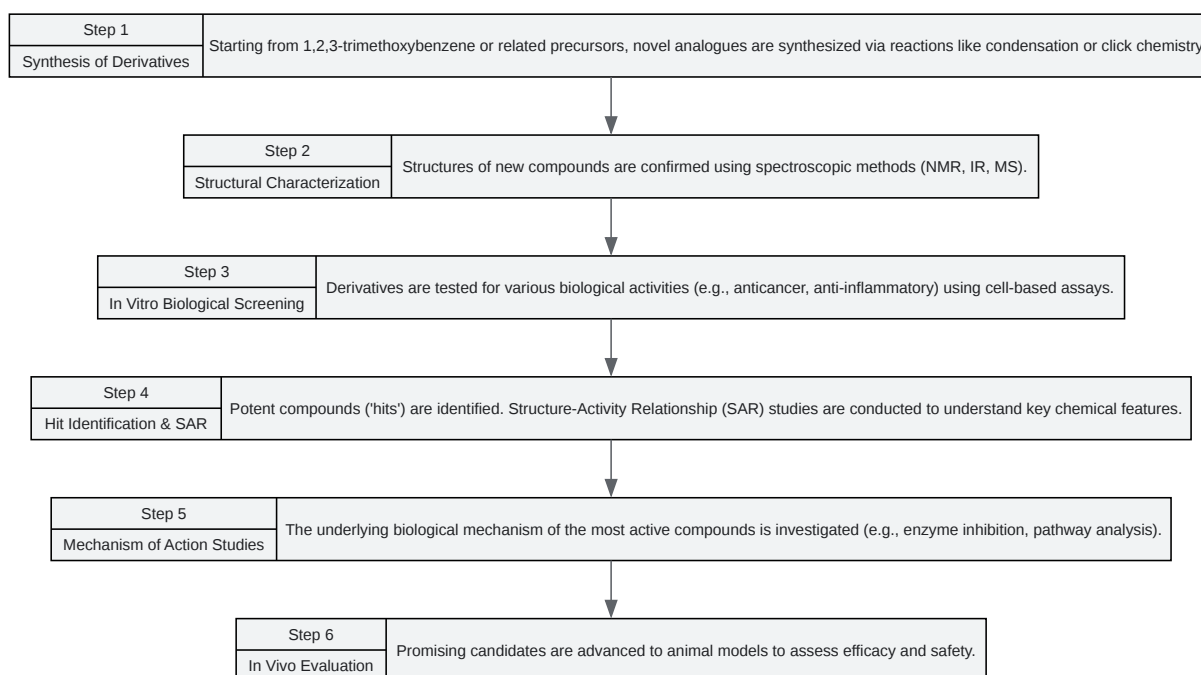 Step 1
Synthesis of Derivatives
Starting from 1,2,3-trimethoxybenzene or related precursors, novel analogues are synthesized via reactions like condensation or click chemistry
Step 2
Structural Characterization
Structures of new compounds are confirmed using spectroscopic methods (NMR, IR, MS).
Step 3
In Vitro Biological Screening
Derivatives are tested for various biological activities (e.g., anticancer, anti-inflammatory) using cell-based assays.
Step 4
Hit Identification & SAR
Potent compounds ('hits') are identified. Structure-Activity Relationship (SAR) studies are conducted to understand key chemical features.
Step 5
Mechanism of Action Studies
The underlying biological mechanism of the most active compounds is investigated (e.g., enzyme inhibition, pathway analysis).
Step 6
In Vivo Evaluation
Promising candidates are advanced to animal models to assess efficacy and safety.